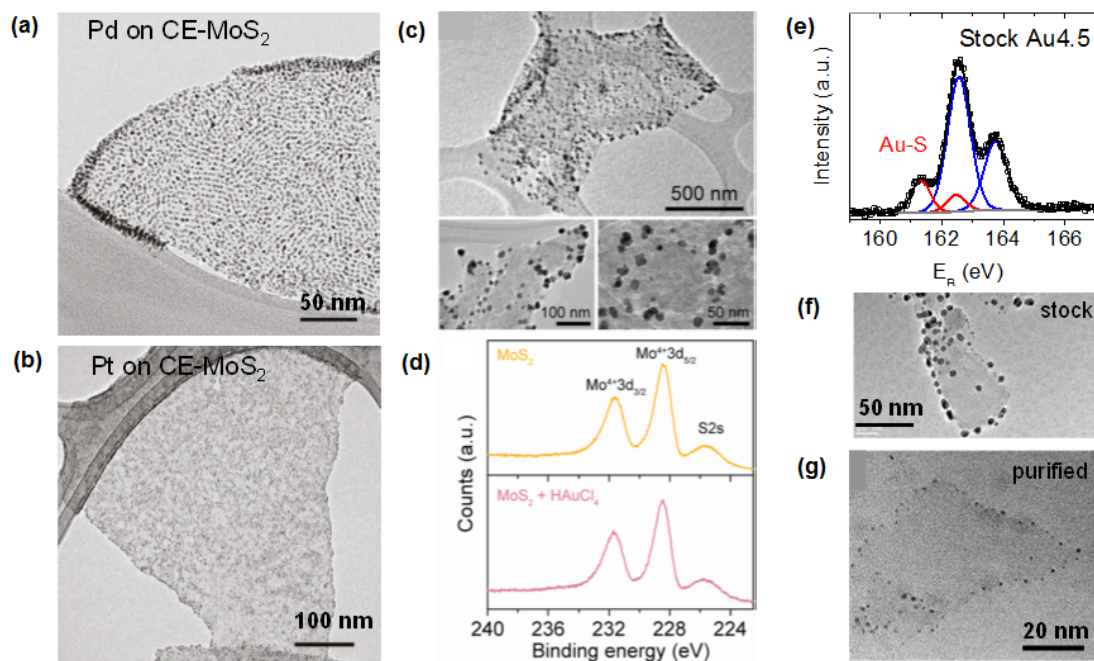 (a)
Pd on CE-MoS₂
50 nm
(b)
Pt on CE-MoS₂
100 nm
(c)
500 nm
100 nm
50 nm
(d)
MoS₂
Mo⁴⁺3d₃/₂
Mo⁴⁺3d₅/₂
S2s
MoS₂ + HAuCl₄
Counts (a.u.)
240 236 232 228 224
Binding energy (eV)
(e)
Stock Au4.5
Au-S
Intensity (a.u.)
160 162 164 166
E_B (eV)
(f)
stock
50 nm
(g)
purified
20 nm